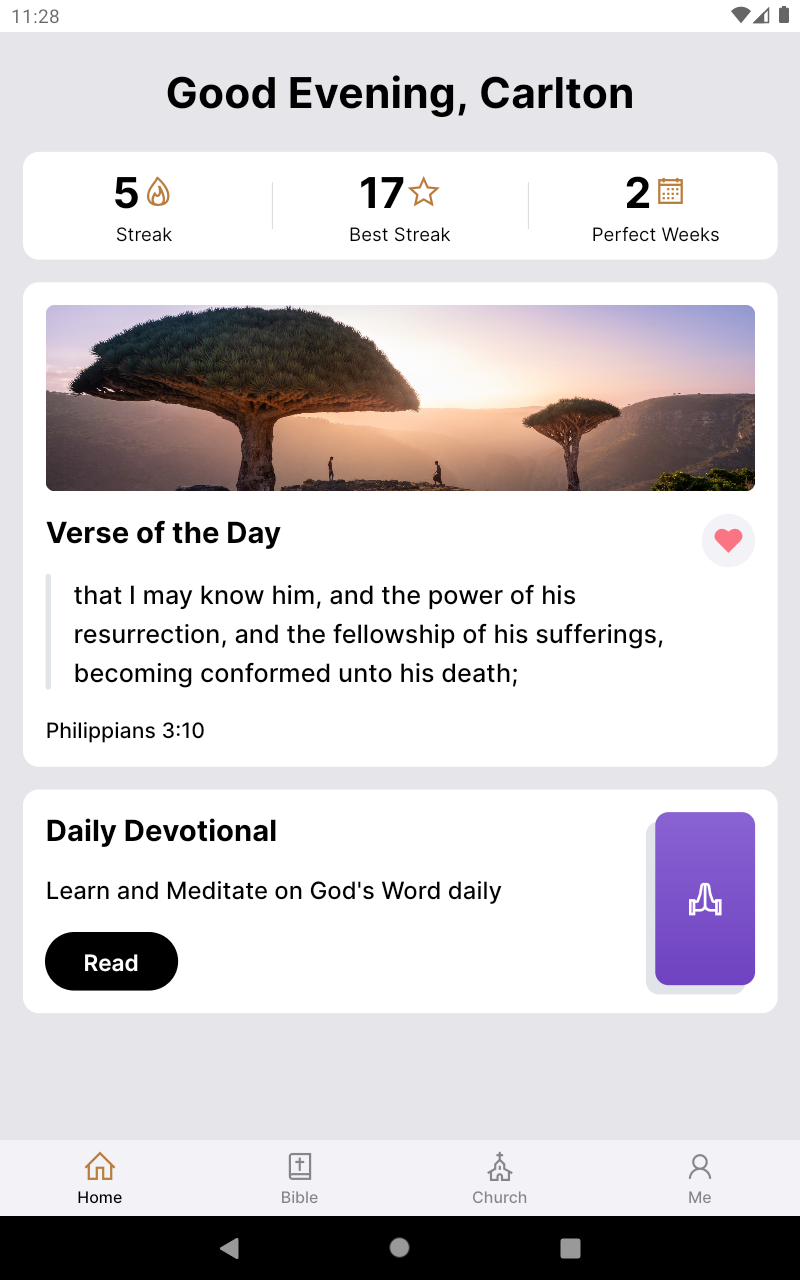 11:28
Good Evening, Carlton
5
17
2
Streak
Best Streak
Perfect Weeks
Verse of the Day
that I may know him, and the power of his
resurrection, and the fellowship of his sufferings,
becoming conformed unto his death;
Philippians 3:10
Daily Devotional
Learn and Meditate on God's Word daily
Read
Home
Bible
Church
Me